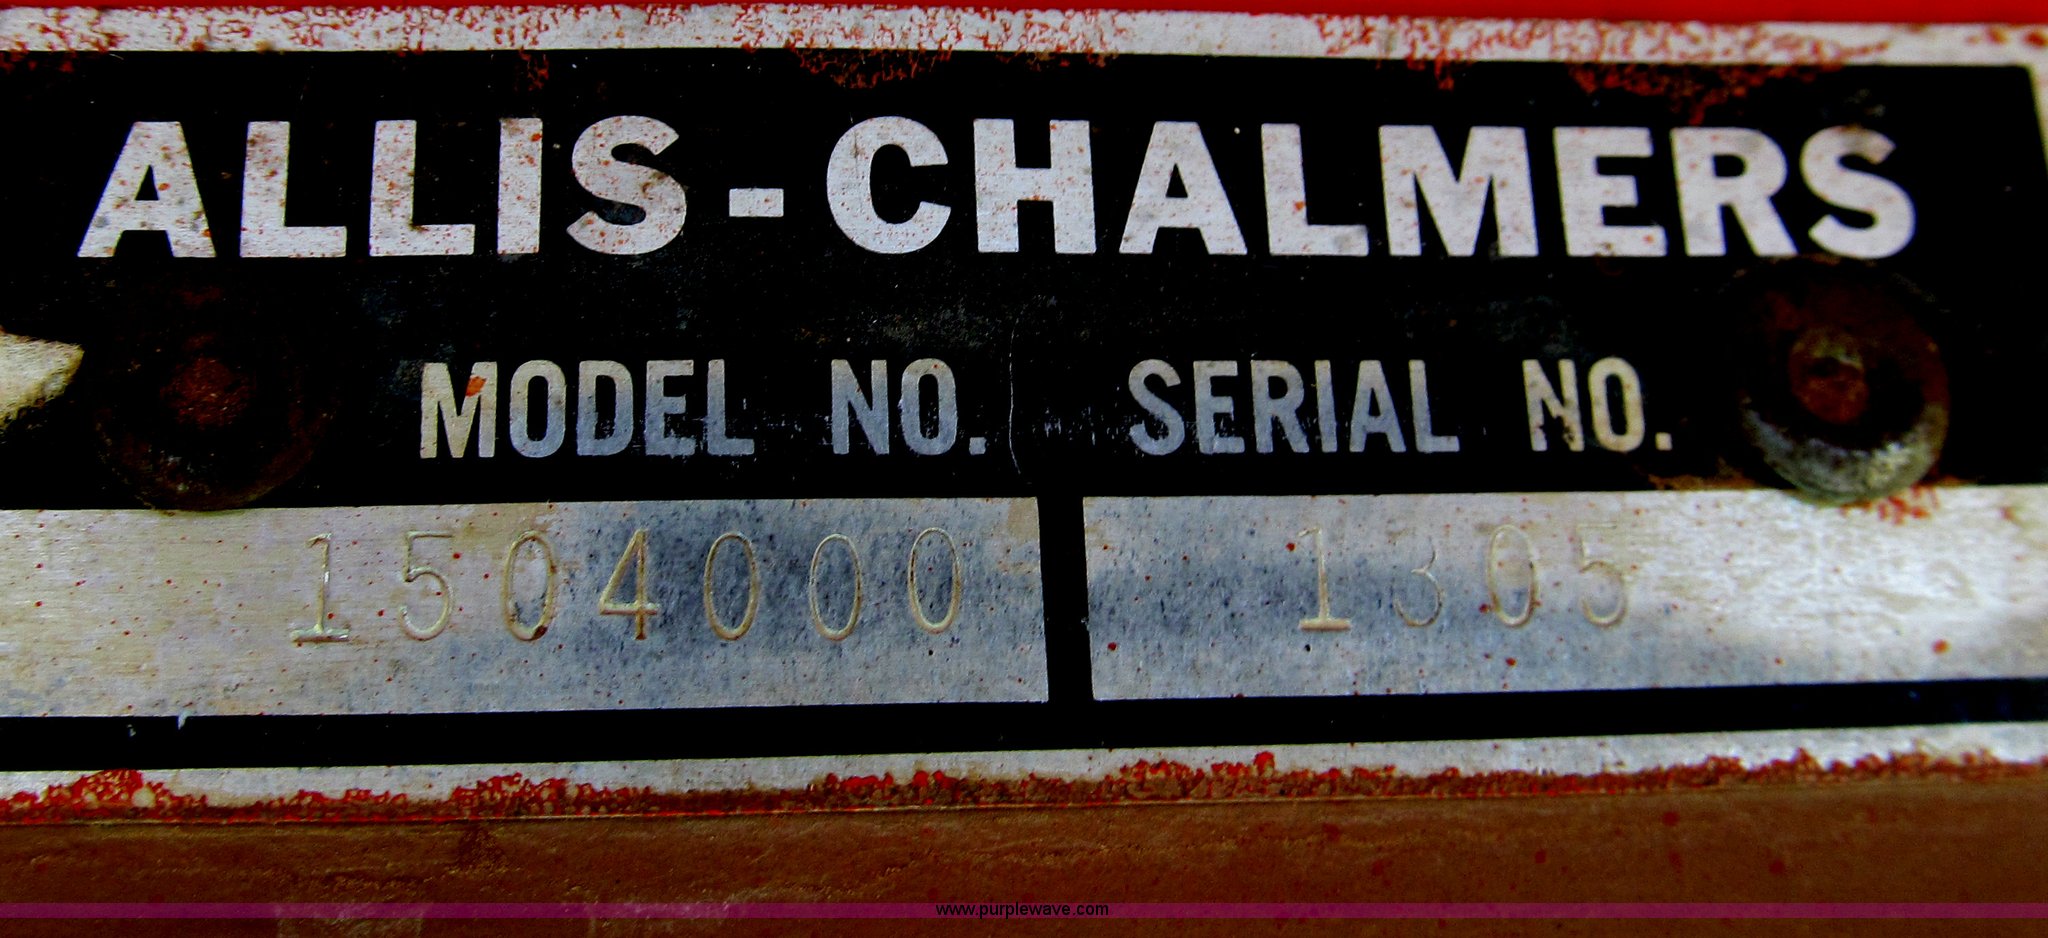 ALLIS-CHALMERS
MODEL NO. SERIAL NO.
1504000 1305
www.purplewave.com